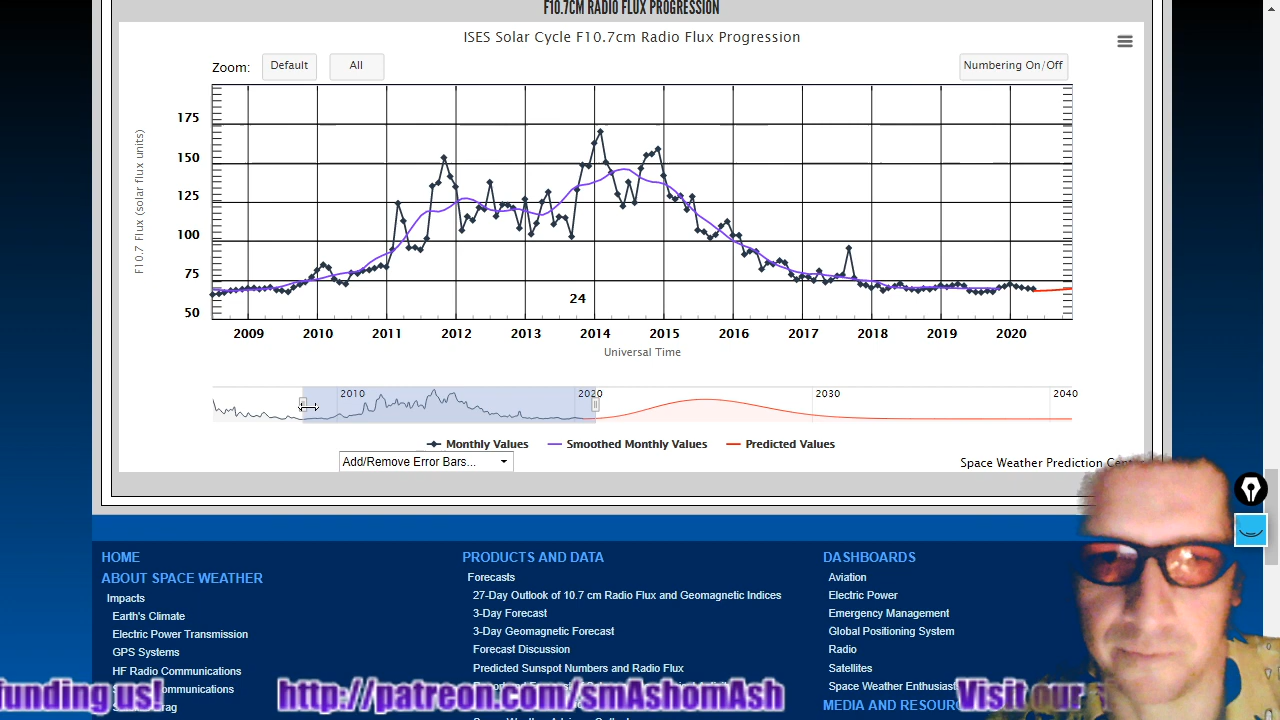 F10.7CM RADIO FLUX PROGRESSION
ISES Solar Cycle F10.7cm Radio Flux Progression
Zoom: Default All Numbering On/Off
F10.7 Flux (solar flux units)
175
150
125
100
75
50
24
2009 2010 2011 2012 2013 2014 2015 2016 2017 2018 2019 2020
Universal Time
2010 2020 2030 2040
Monthly Values Smoothed Monthly Values Predicted Values
Add/Remove Error Bars...
Space Weather Prediction
HOME
ABOUT SPACE WEATHER
Impacts
Earth's Climate
Electric Power Transmission
GPS Systems
HF Radio Communications
PRODUCTS AND DATA
Forecasts
27-Day Outlook of 10.7 cm Radio Flux and Geomagnetic Indices
3-Day Forecast
3-Day Geomagnetic Forecast
Forecast Discussion
Predicted Sunspot Numbers and Radio Flux
DASHBOARDS
Aviation
Electric Power
Emergency Management
Global Positioning System
Radio
Satellites
Space Weather Enthusiast
MEDIA AND
funding us! http://patreon.com/smAshomAsh Visit our